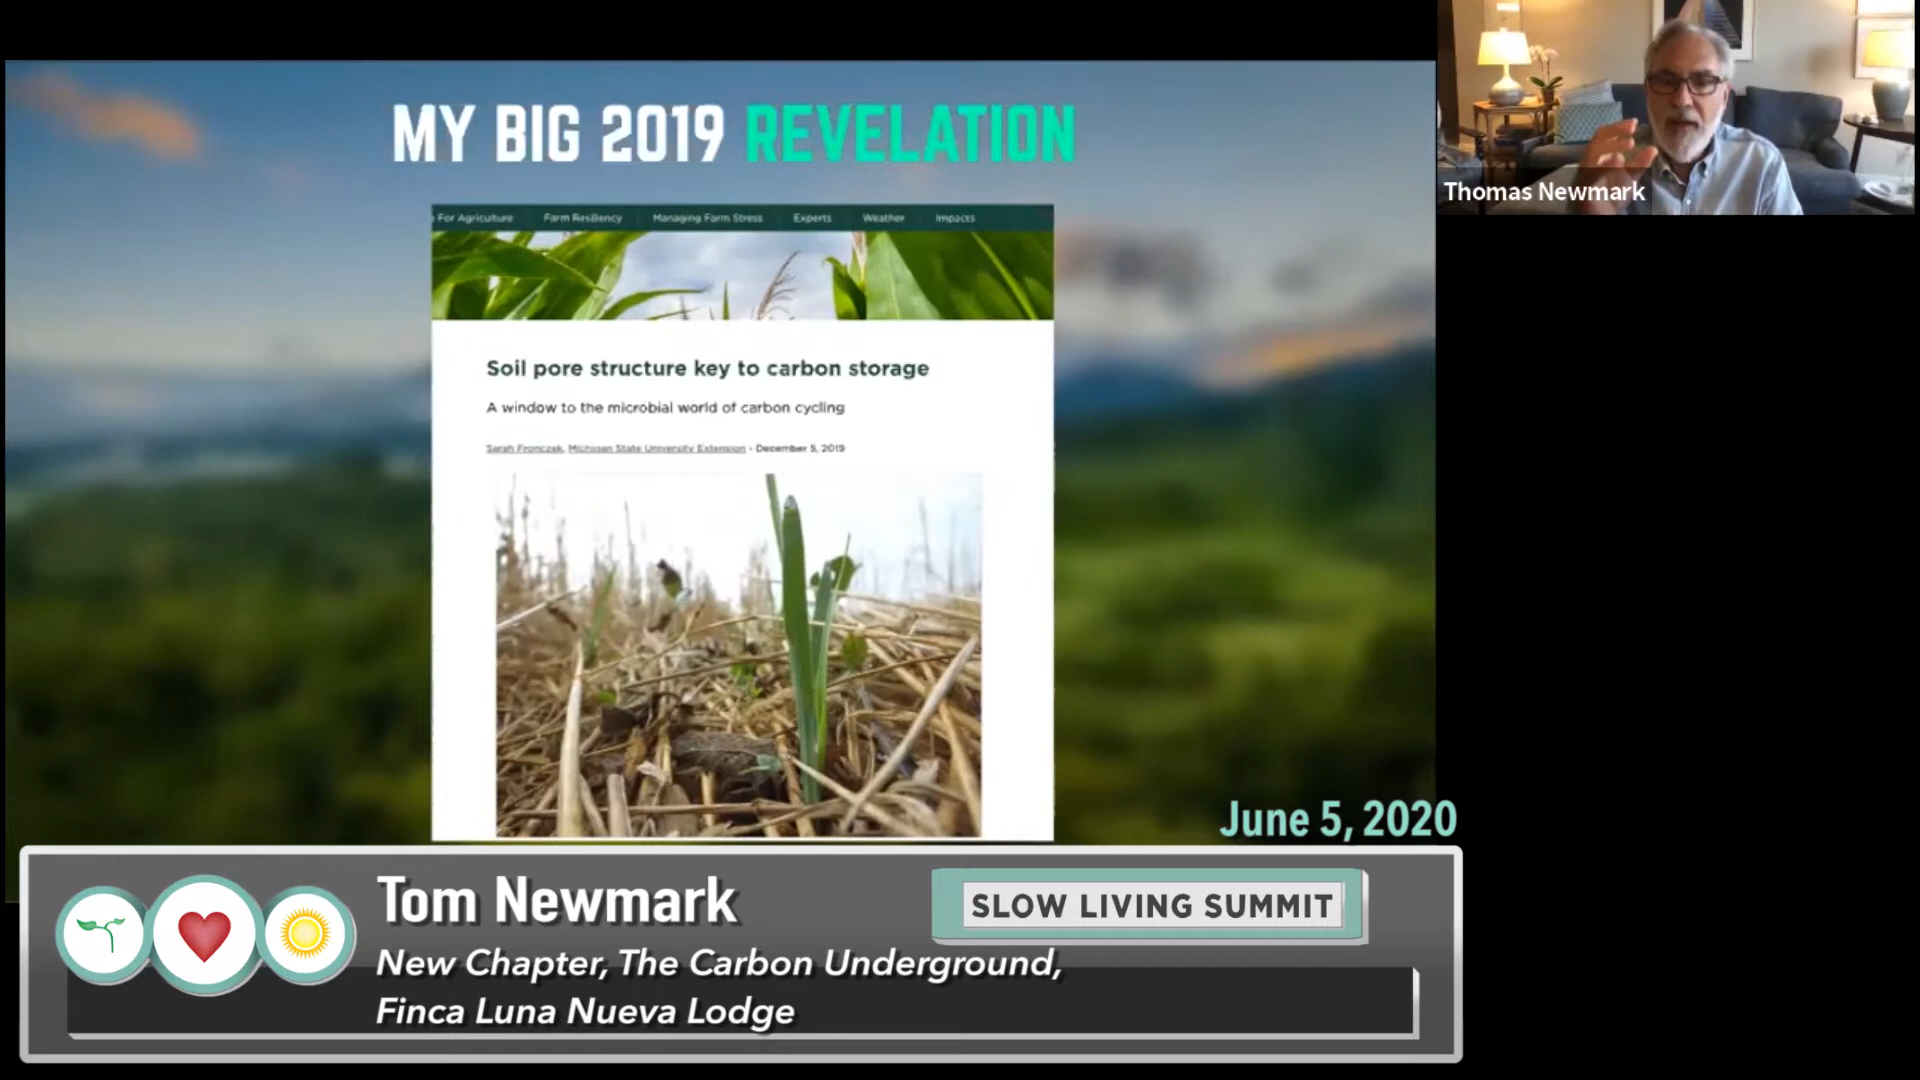 MY BIG 2019 REVELATION
For Agriculture Farm Resiliency Managing Farm Stress Experts Weather Impacts
Soil pore structure key to carbon storage
A window to the microbial world of carbon cycling
Sarah Fronczak, Michigan State University Extension - December 5, 2019
Thomas Newmark
June 5, 2020
Tom Newmark
SLOW LIVING SUMMIT
New Chapter, The Carbon Underground,
Finca Luna Nueva Lodge